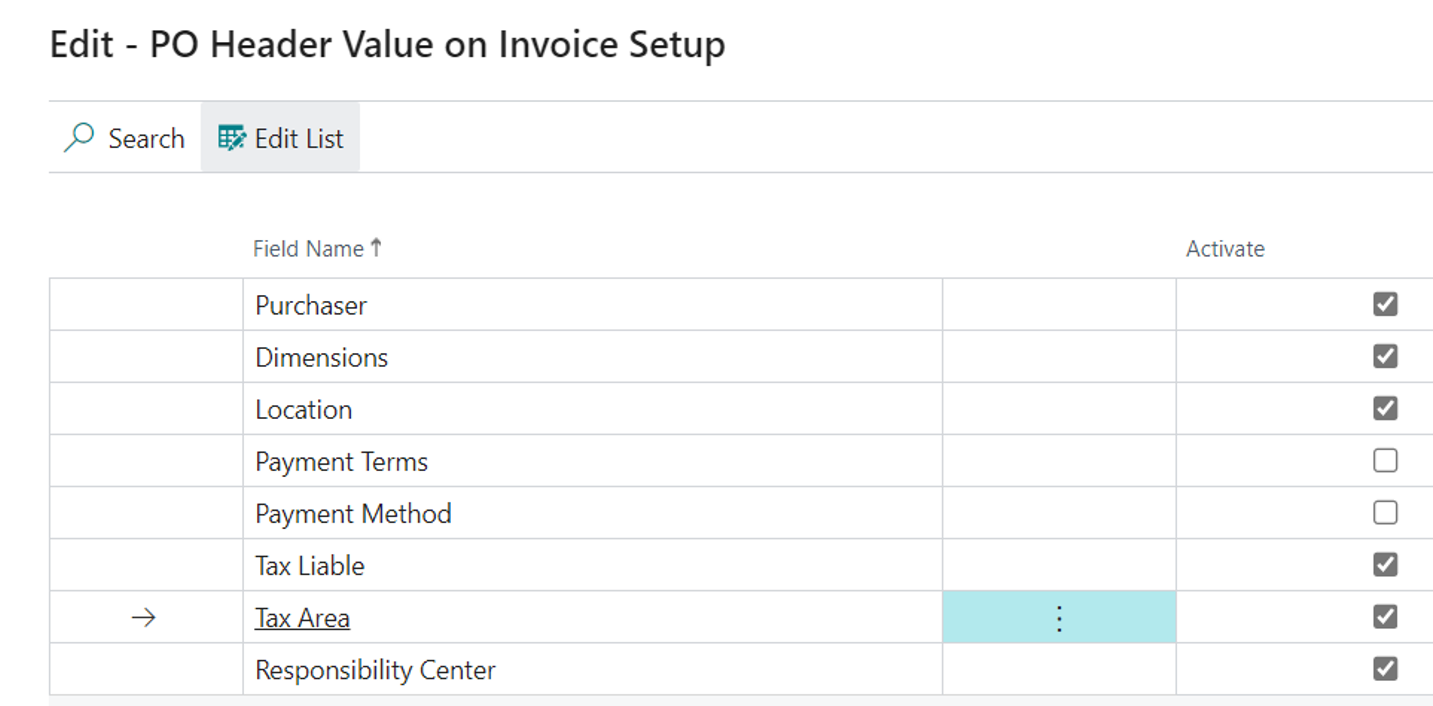 Edit - PO Header Value on Invoice Setup
Search Edit List
Field Name ↑ Activate
Purchaser
Dimensions
Location
Payment Terms
Payment Method
Tax Liable
Tax Area
Responsibility Center